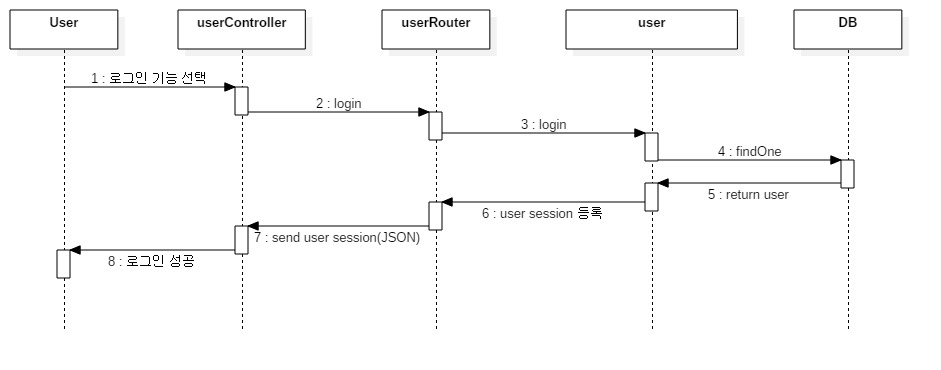 User
userController
userRouter
user
DB
1 : 로그인 기능 선택
2 : login
3 : login
4 : findOne
5 : return user
6 : user session 등록
7 : send user session(JSON)
8 : 로그인 성공